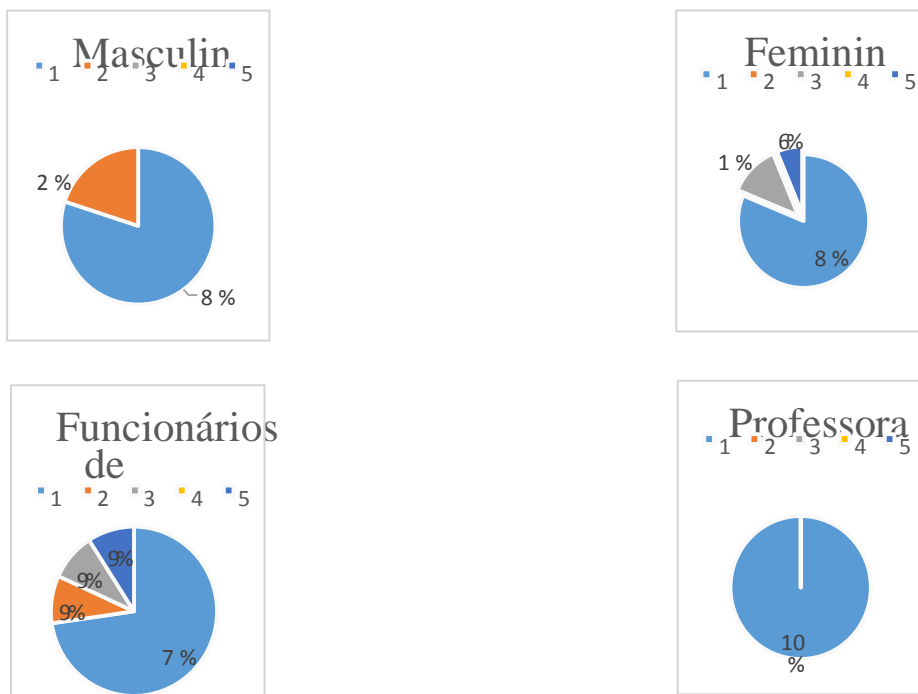 Masculin
1 2 3 4 5
2 %
8 %
Feminin
1 2 3 4 5
6%
1 %
8 %
Funcionários
de
1 2 3 4 5
9%
9%
9%
7 %
Professora
1 2 3 4 5
10
%